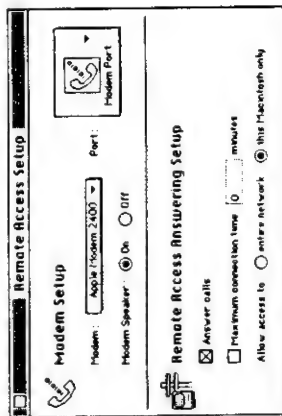 Remote Access Setup
Modem Setup
Modem: Apple Modem 2400 Port:
Modem Port
Modem Speaker: On Off
Remote Access Answering Setup
Answer calls
Maximum connection time 0 minutes
Allow access to entire network this Macintosh only